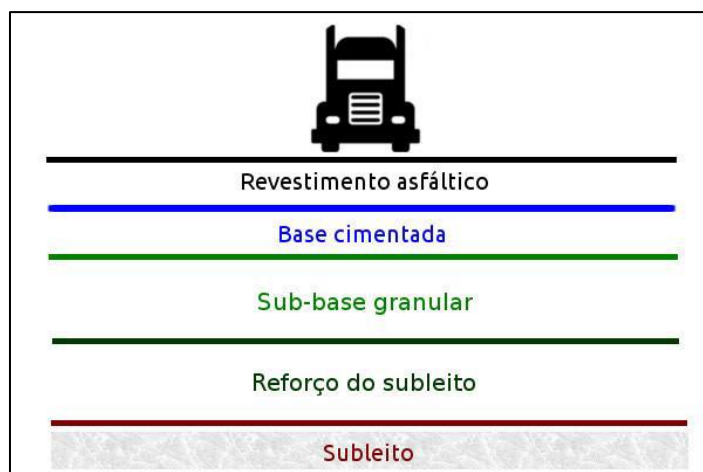 Revestimento asfáltico
Base cimentada
Sub-base granular
Reforço do subleito
Subleito